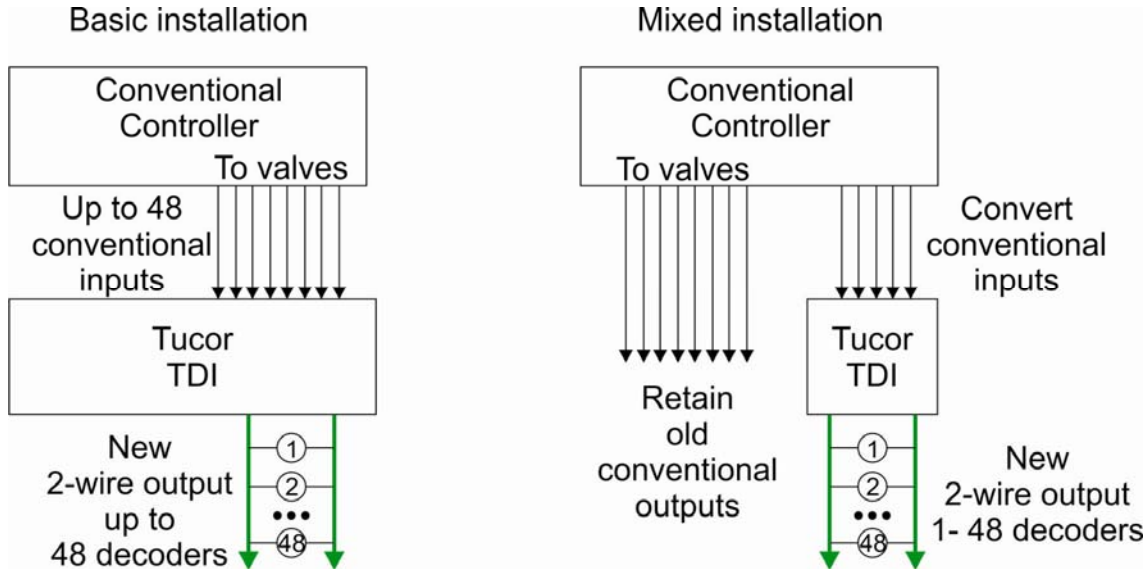 Basic installation
Conventional
Controller
To valves
Up to 48
conventional
inputs
Tucor
TDI
New
2-wire output
up to
48 decoders
1
2
48
Mixed installation
Conventional
Controller
To valves
Convert
conventional
inputs
Tucor
TDI
Retain
old
conventional
outputs
1
2
48
New
2-wire output
1- 48 decoders